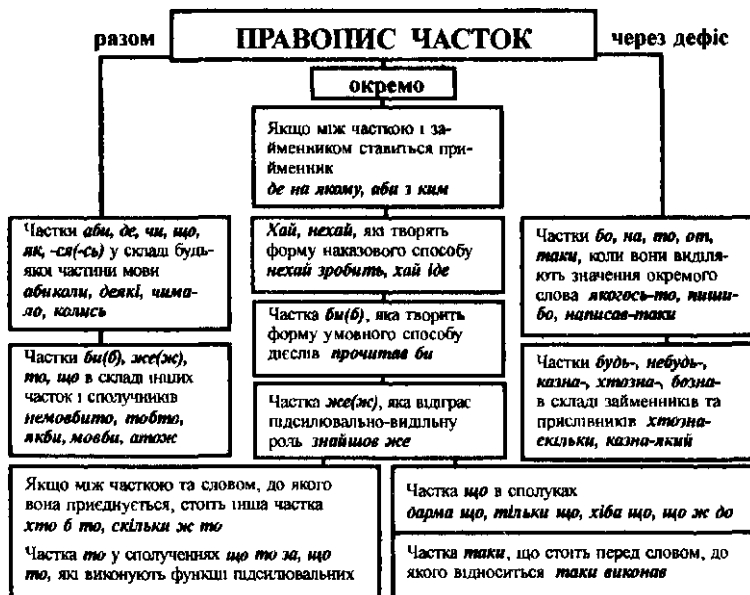 разом
ПРАВОПИС ЧАСТОК
через дефіс
окремо
Якщо між часткою і за-
йменником ставиться при-
йменник
де на якому, аби з ким
Частки аби, де, чи, що,
як, -ся(-сь) у складі будь-
якої частини мови
абиколи, деякі, чима-
ло, колись
Хай, нехай, які творять
форму наказового способу
нехай зробить, хай іде
Частки бо, на, то, от,
таки, коли вони виділя-
ють значення окремого
слова якогось-то, пиши-
бо, написав-таки
Частка би(б), яка творить
форму умовного способу
дієслів прочитав би
Частки би(б), же(ж),
то, що в складі інших
часток і сполучників
немовбито, тобто,
якби, мовби, атож
Частка же(ж), яка відіграє
підсилювально-видільну
роль знайшов же
Частки будь-, небудь-,
казна-, хтозна-, бозна-
в складі займенників та
прислівників хтозна-
скільки, казна-який
Якщо між часткою та словом, до якого
вона приєднується, стоїть інша частка
хто б то, скільки ж то
Частка то у сполученнях що то за, що
то, які виконують функції підсилювальних
Частка що в сполуках
дарма що, тільки що, хіба що, що ж до
Частка таки, що стоїть перед словом, до
якого відноситься таки виконав